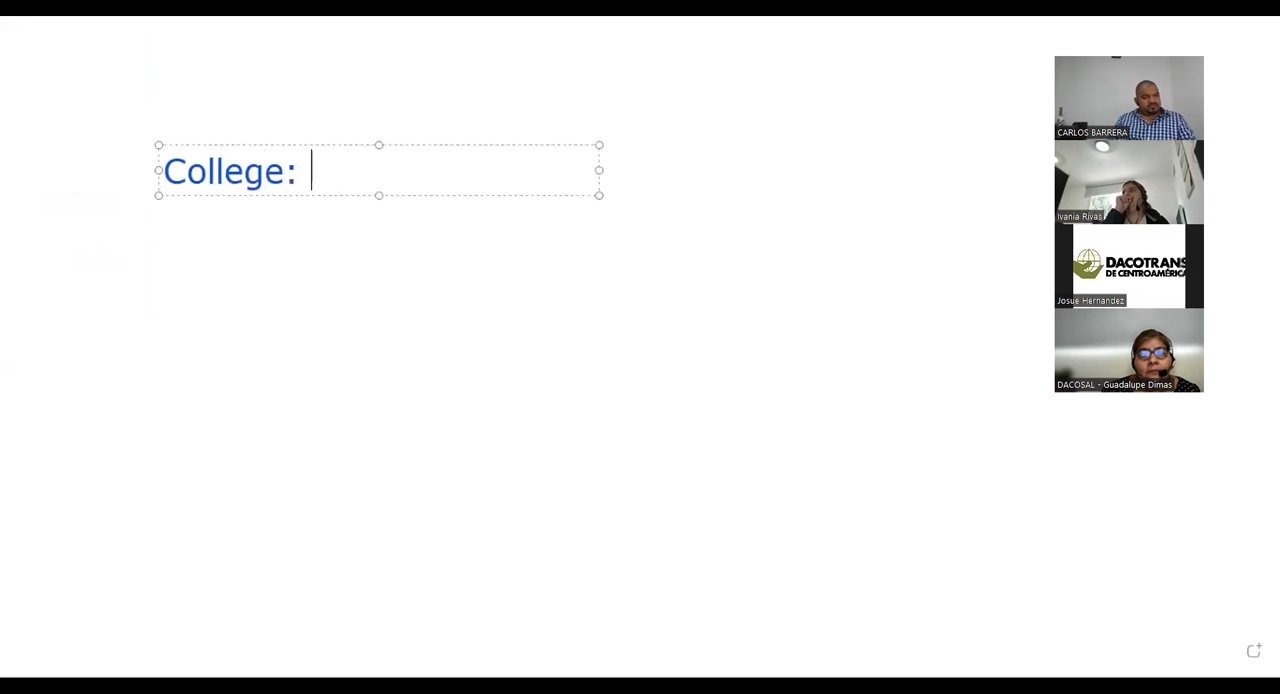 College:
CARLOS BARRERA
Ivania Rivas
DACOTRANS
DE CENTROAMÉRICA
Josue Hernandez
DACOSAL - Guadalupe Dimas